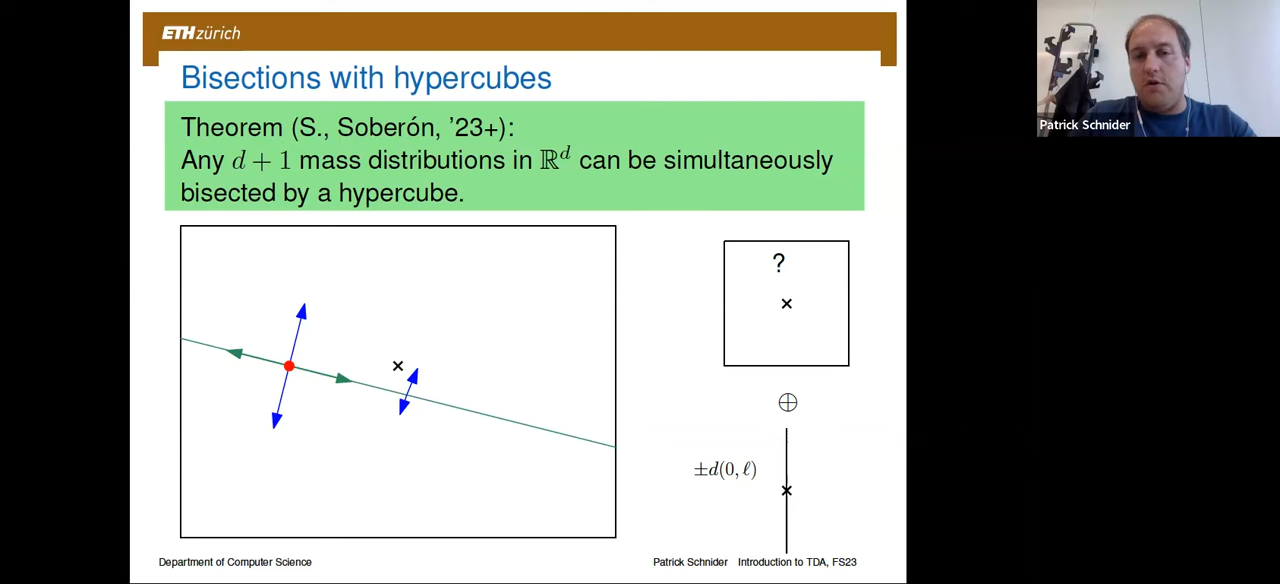 ETH zürich
Bisections with hypercubes
Theorem (S., Soberón, ’23+):
Any d + 1 mass distributions in ℝᵈ can be simultaneously
bisected by a hypercube.
?
⊕
±d(0, ℓ)
Department of Computer Science
Patrick Schnider Introduction to TDA, FS23
Patrick Schnider